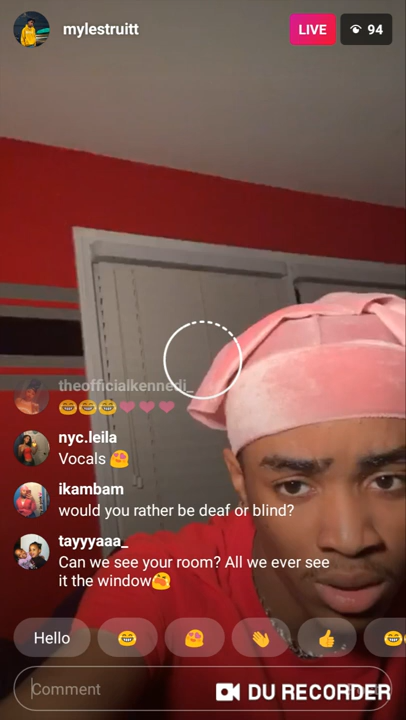 mylestruitt
LIVE
94
theofficialkennedi_
😂😂😂❤❤❤
nyc.leila
Vocals 😍
ikambam
would you rather be deaf or blind?
tayyyaaa_
Can we see your room? All we ever see
it the window😭
Hello
Comment
DU RECORDER